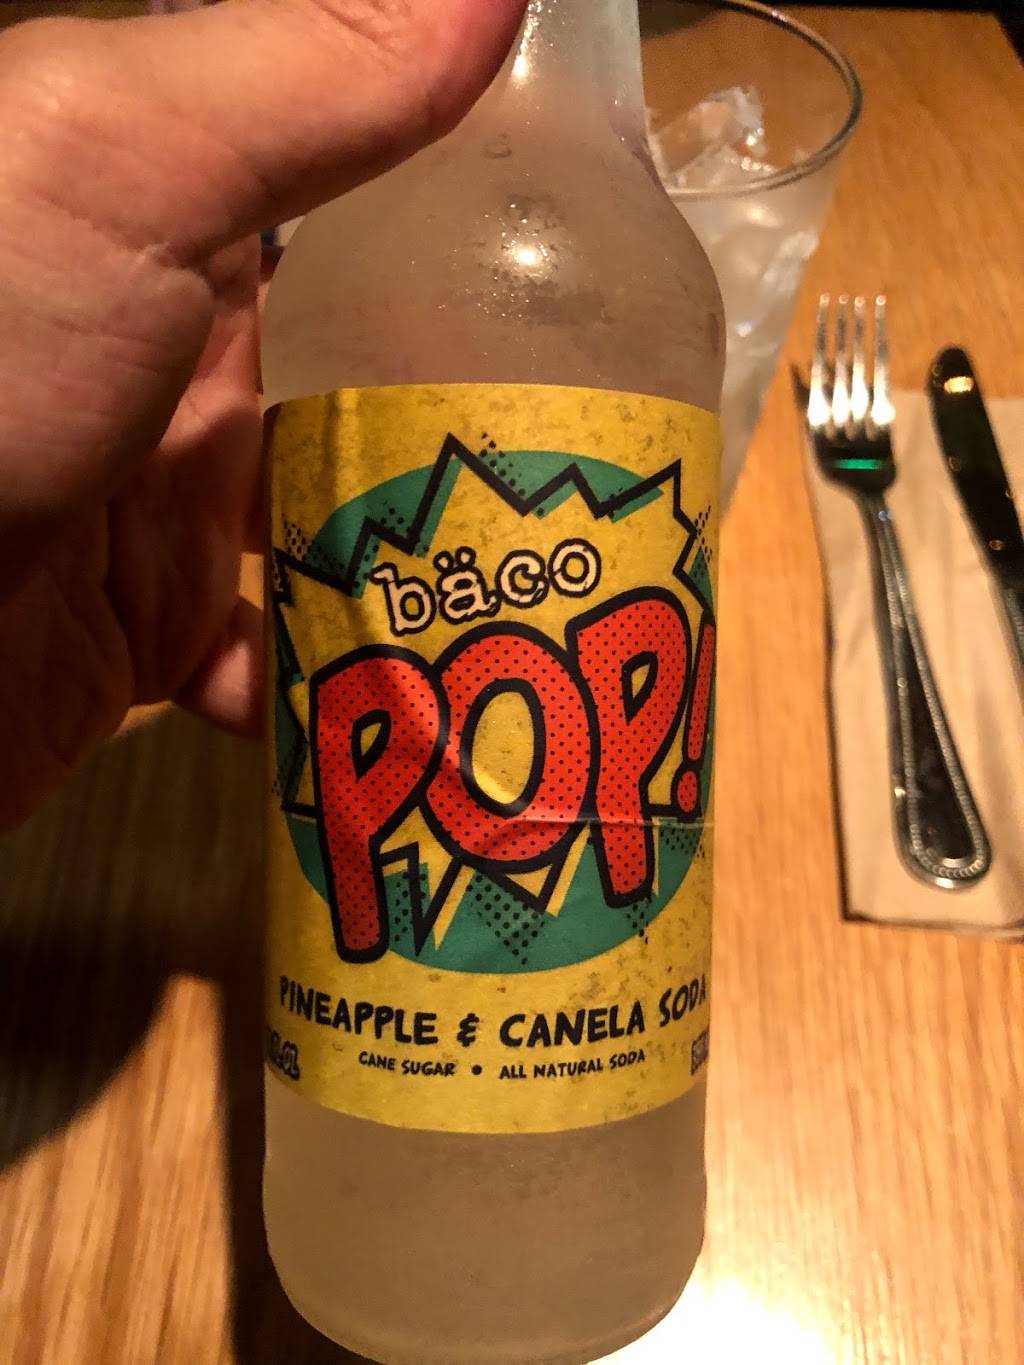 bäco
POP!
PINEAPPLE & CANELA SODA
CANE SUGAR • ALL NATURAL SODA